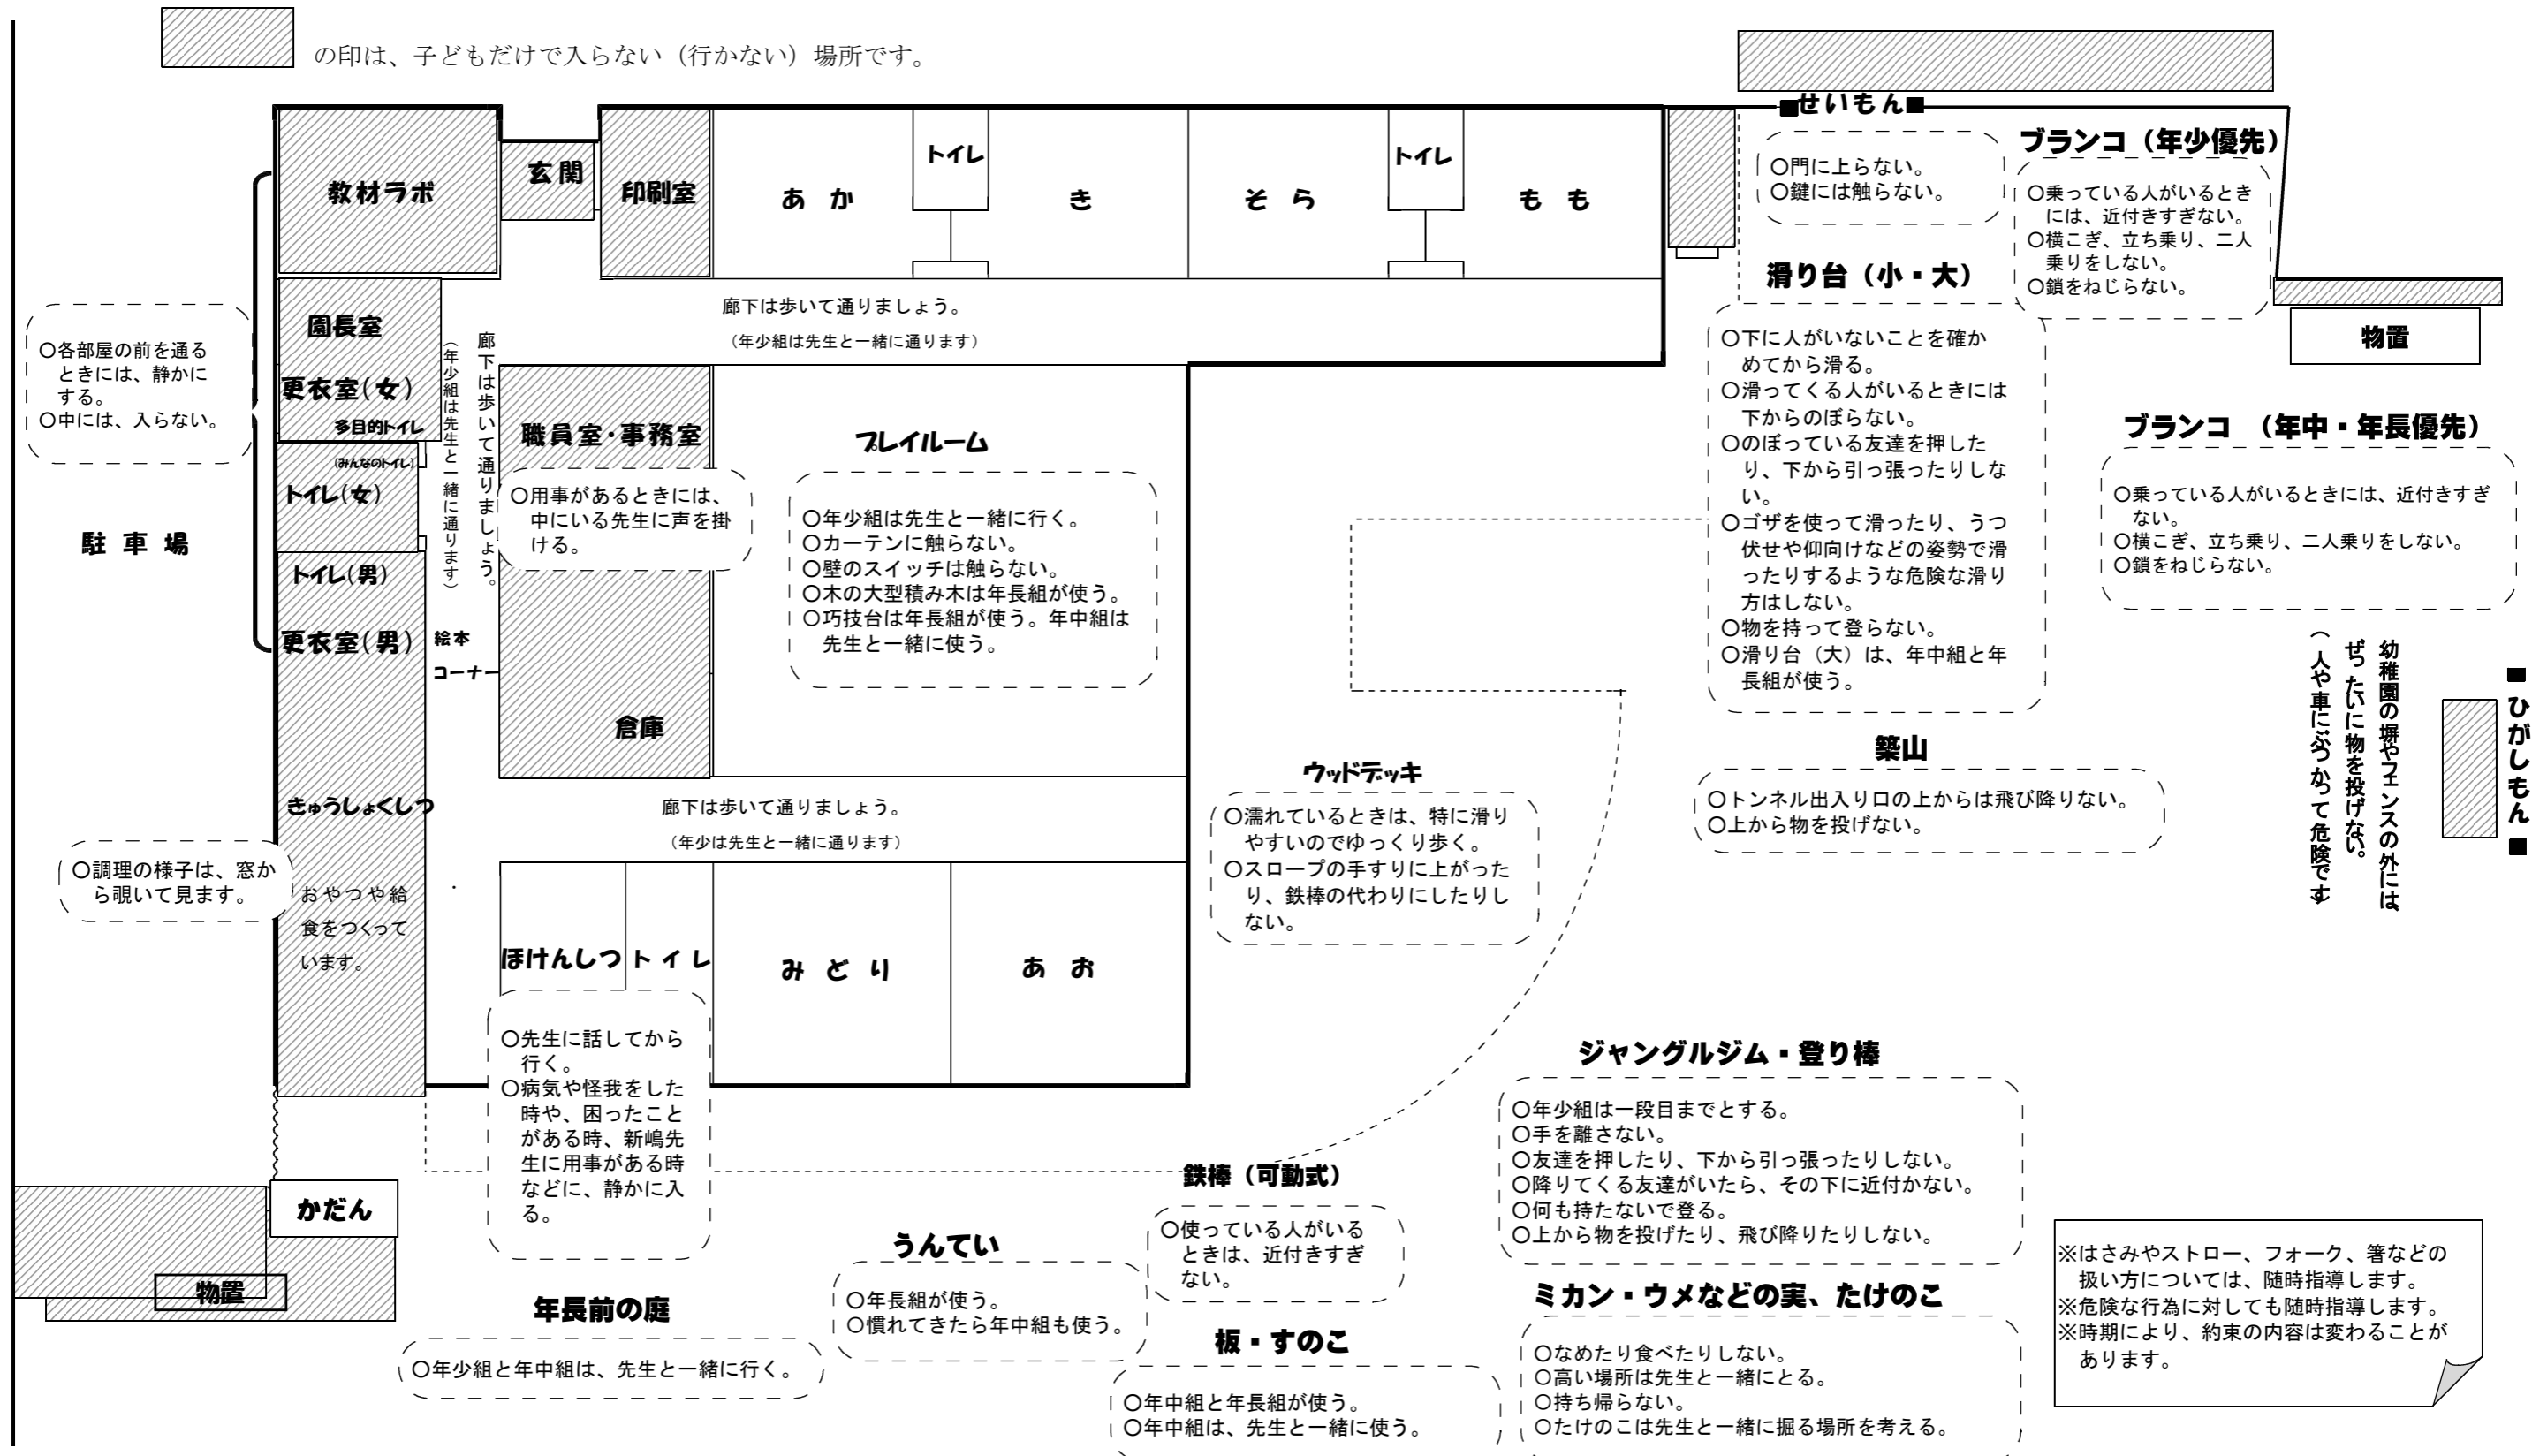 の印は、子どもだけで入らない（行かない）場所です。
■せいもん■
○門に上らない。
○鍵には触らない。
ブランコ（年少優先）
○乗っている人がいるとき
には、近付きすぎない。
○横こぎ、立ち乗り、二人
乗りをしない。
○鎖をねじらない。
教材ラボ
玄関
印刷室
あ か
トイレ
き
そ ら
トイレ
も も
滑り台（小・大）
○下に人がいないことを確か
めてから滑る。
○滑ってくる人がいるときには
下からのぼらない。
○のぼっている友達を押した
り、下から引っ張ったりしな
い。
○ゴザを使って滑ったり、うつ
伏せや仰向けなどの姿勢で滑
ったりするような危険な滑り
方はしない。
○物を持って登らない。
○滑り台（大）は、年中組と年
長組が使う。
物置
廊下は歩いて通りましょう。
（年少組は先生と一緒に通ります）
○各部屋の前を通る
ときには、静かに
する。
○中には、入らない。
園長室
更衣室(女)
多目的トイレ
(みんなのトイレ)
トイレ(女)
トイレ(男)
更衣室(男)
廊下は歩いて通りましょう。
（年少組は先生と一緒に通ります）
絵本
コーナー
駐 車 場
職員室・事務室
○用事があるときには、
中にいる先生に声を掛
ける。
倉庫
プレイルーム
○年少組は先生と一緒に行く。
○カーテンに触らない。
○壁のスイッチは触らない。
○木の大型積み木は年長組が使う。
○巧技台は年長組が使う。年中組は
先生と一緒に使う。
ブランコ （年中・年長優先）
○乗っている人がいるときには、近付きすぎ
ない。
○横こぎ、立ち乗り、二人乗りをしない。
○鎖をねじらない。
幼稚園の塀やフェンスの外には、
ぜったいに物を投げない。
（人や車にぶつかって危険です
■ひがしもん■
築山
○トンネル出入り口の上からは飛び降りない。
○上から物を投げない。
ウッドデッキ
○濡れているときは、特に滑り
やすいのでゆっくり歩く。
○スロープの手すりに上がった
り、鉄棒の代わりにしたりし
ない。
きゅうしょくしつ
○調理の様子は、窓か
ら覗いて見ます。
おやつや給
食をつくって
います。
廊下は歩いて通りましょう。
（年少は先生と一緒に通ります）
ほけんしつ
トイレ
み ど り
あ お
○先生に話してから
行く。
○病気や怪我をした
時や、困ったこと
がある時、新嶋先
生に用事がある時
などに、静かに入
る。
ジャングルジム・登り棒
○年少組は一段目までとする。
○手を離さない。
○友達を押したり、下から引っ張ったりしない。
○降りてくる友達がいたら、その下に近付かない。
○何も持たないで登る。
○上から物を投げたり、飛び降りたりしない。
鉄棒（可動式）
○使っている人がいる
ときは、近付きすぎ
ない。
かだん
物置
うんてい
○年長組が使う。
○慣れてきたら年中組も使う。
年長前の庭
○年少組と年中組は、先生と一緒に行く。
板・すのこ
○年中組と年長組が使う。
○年中組は、先生と一緒に使う。
ミカン・ウメなどの実、たけのこ
○なめたり食べたりしない。
○高い場所は先生と一緒にとる。
○持ち帰らない。
○たけのこは先生と一緒に掘る場所を考える。
※はさみやストロー、フォーク、箸などの
扱い方については、随時指導します。
※危険な行為に対しても随時指導します。
※時期により、約束の内容は変わることが
あります。